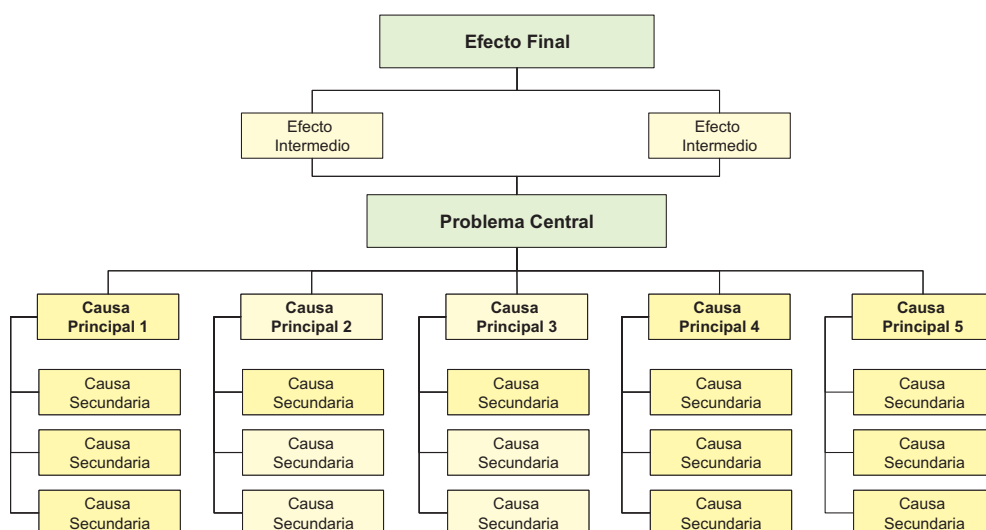 Efecto Final
Efecto
Intermedio
Efecto
Intermedio
Problema Central
Causa
Principal 1
Causa
Principal 2
Causa
Principal 3
Causa
Principal 4
Causa
Principal 5
Causa
Secundaria
Causa
Secundaria
Causa
Secundaria
Causa
Secundaria
Causa
Secundaria
Causa
Secundaria
Causa
Secundaria
Causa
Secundaria
Causa
Secundaria
Causa
Secundaria
Causa
Secundaria
Causa
Secundaria
Causa
Secundaria
Causa
Secundaria
Causa
Secundaria